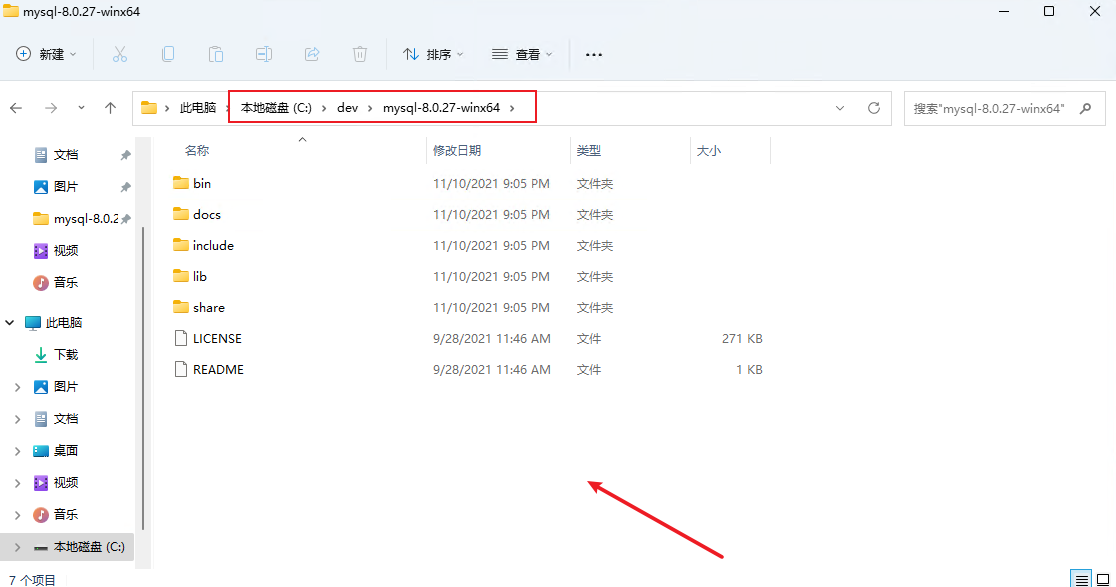 mysql-8.0.27-winx64
新建
排序
查看
此电脑 本地磁盘 (C:) dev mysql-8.0.27-winx64
搜索"mysql-8.0.27-winx64"
文档
图片
mysql-8.0.2
视频
音乐
此电脑
下载
图片
文档
桌面
视频
音乐
本地磁盘 (C:)
名称 修改日期 类型 大小
bin 11/10/2021 9:05 PM 文件夹
docs 11/10/2021 9:05 PM 文件夹
include 11/10/2021 9:05 PM 文件夹
lib 11/10/2021 9:05 PM 文件夹
share 11/10/2021 9:05 PM 文件夹
LICENSE 9/28/2021 11:46 AM 文件 271 KB
README 9/28/2021 11:46 AM 文件 1 KB
7 个项目